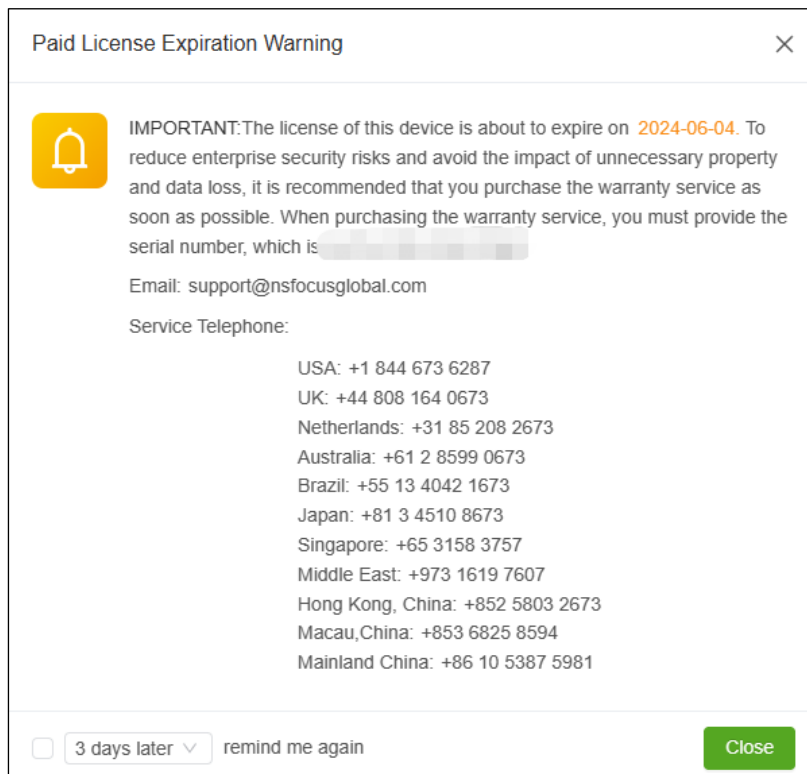 Paid License Expiration Warning
IMPORTANT:The license of this device is about to expire on 2024-06-04. To
reduce enterprise security risks and avoid the impact of unnecessary property
and data loss, it is recommended that you purchase the warranty service as
soon as possible. When purchasing the warranty service, you must provide the
serial number, which is
Email: support@nsfocusglobal.com
Service Telephone:
USA: +1 844 673 6287
UK: +44 808 164 0673
Netherlands: +31 85 208 2673
Australia: +61 2 8599 0673
Brazil: +55 13 4042 1673
Japan: +81 3 4510 8673
Singapore: +65 3158 3757
Middle East: +973 1619 7607
Hong Kong, China: +852 5803 2673
Macau,China: +853 6825 8594
Mainland China: +86 10 5387 5981
3 days later remind me again Close